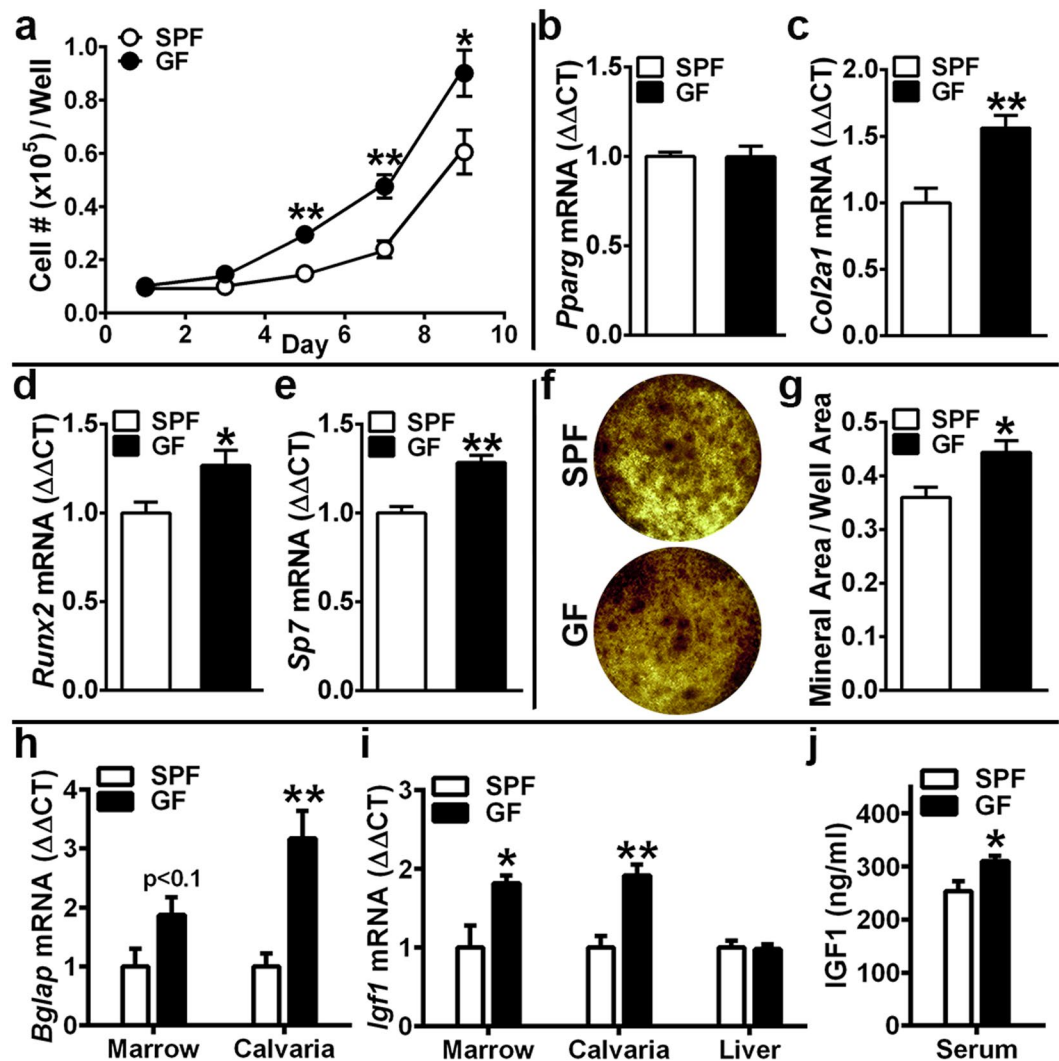 a
SPF
GF
Cell # (x10⁵) / Well
1.0
0.8
0.6
0.4
0.2
0.0
**
**
*
0
2
4
6
8
10
Day
b
SPF
GF
Pparg mRNA (ΔΔCT)
1.5
1.0
0.5
0.0
c
SPF
GF
Col2a1 mRNA (ΔΔCT)
2.0
1.5
1.0
0.5
0.0
**
d
SPF
GF
Runx2 mRNA (ΔΔCT)
1.5
1.0
0.5
0.0
*
e
SPF
GF
Sp7 mRNA (ΔΔCT)
1.5
1.0
0.5
0.0
**
f
SPF
GF
g
SPF
GF
Mineral Area / Well Area
0.5
0.4
0.3
0.2
0.1
0.0
*
h
SPF
GF
Bglap mRNA (ΔΔCT)
4
3
2
1
0
p<0.1
**
Marrow Calvaria
i
SPF
GF
Igf1 mRNA (ΔΔCT)
3
2
1
0
*
**
Marrow Calvaria Liver
j
SPF
GF
IGF1 (ng/ml)
400
300
200
100
0
*
Serum